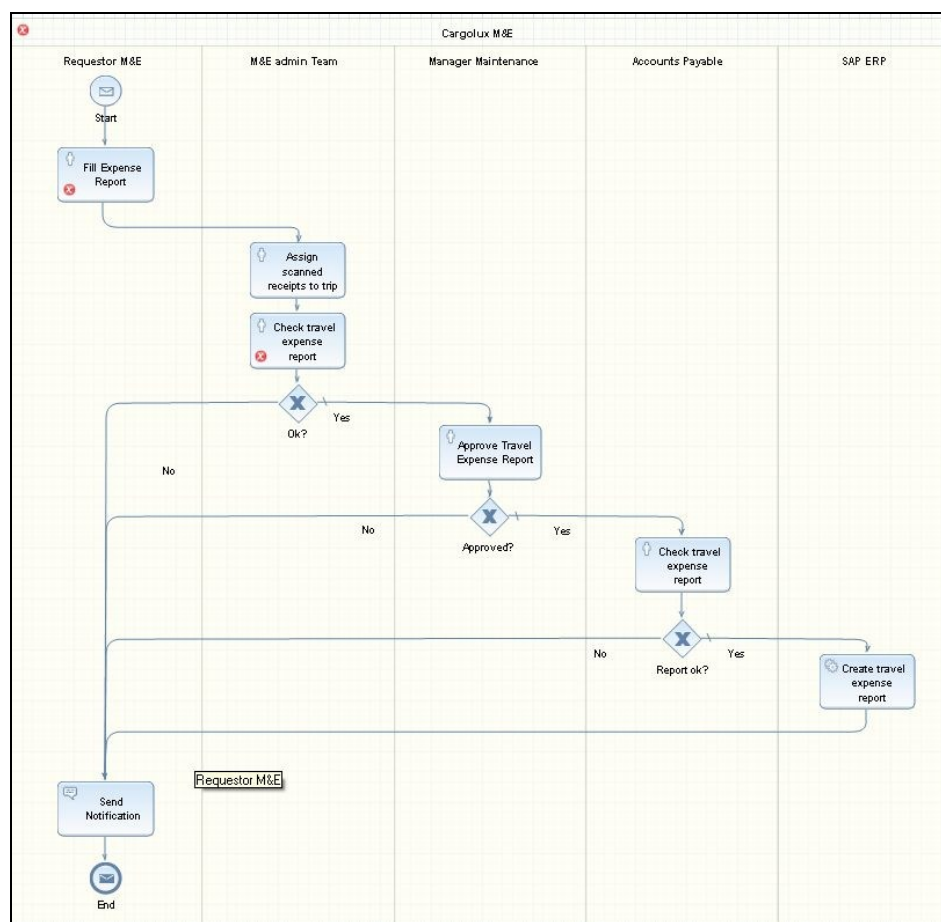 Cargolux M&E
Requestor M&E
M&E admin Team
Manager Maintenance
Accounts Payable
SAP ERP
Start
Fill Expense
Report
Assign
scanned
receipts to trip
Check travel
expense
report
Ok?
Yes
No
Approve Travel
Expense Report
Approved?
No
Yes
Check travel
expense
report
Report ok?
No
Yes
Create travel
expense
report
Requestor M&E
Send
Notification
End